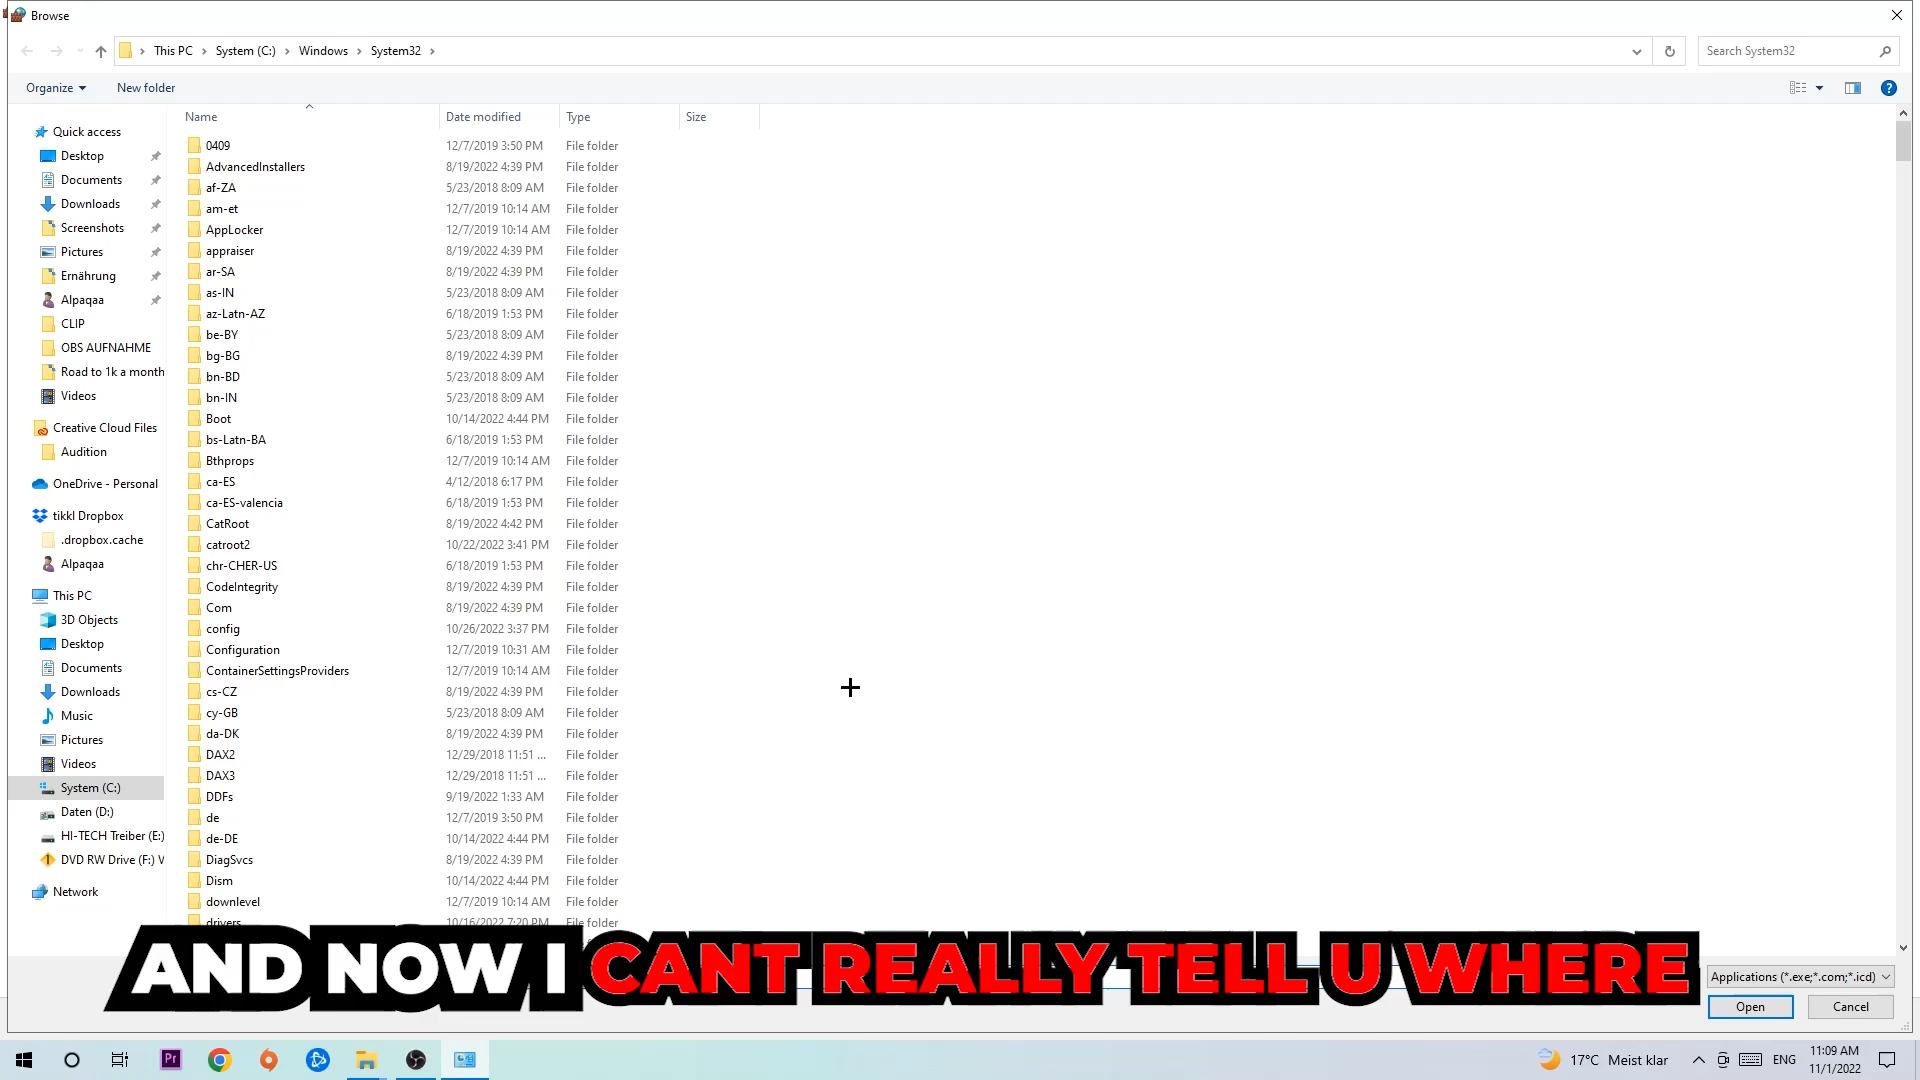 Browse
This PC
System (C:)
Windows
System32
Search System32
Organize
New folder
Name
Date modified
Type
Size
Quick access
Desktop
Documents
Downloads
Screenshots
Pictures
Ernährung
Alpaqaa
CLIP
OBS AUFNAHME
Road to 1k a month
Videos
Creative Cloud Files
Audition
OneDrive - Personal
tikkl Dropbox
.dropbox.cache
Alpaqaa
This PC
3D Objects
Desktop
Documents
Downloads
Music
Pictures
Videos
System (C:)
Daten (D:)
HI-TECH Treiber (E:)
DVD RW Drive (F:) V
Network
0409 12/7/2019 3:50 PM File folder
AdvancedInstallers 8/19/2022 4:39 PM File folder
af-ZA 5/23/2018 8:09 AM File folder
am-et 12/7/2019 10:14 AM File folder
AppLocker 12/7/2019 10:14 AM File folder
appraiser 8/19/2022 4:39 PM File folder
ar-SA 8/19/2022 4:39 PM File folder
as-IN 5/23/2018 8:09 AM File folder
az-Latn-AZ 6/18/2019 1:53 PM File folder
be-BY 5/23/2018 8:09 AM File folder
bg-BG 8/19/2022 4:39 PM File folder
bn-BD 5/23/2018 8:09 AM File folder
bn-IN 5/23/2018 8:09 AM File folder
Boot 10/14/2022 4:44 PM File folder
bs-Latn-BA 6/18/2019 1:53 PM File folder
Bthprops 12/7/2019 10:14 AM File folder
ca-ES 4/12/2018 6:17 PM File folder
ca-ES-valencia 6/18/2019 1:53 PM File folder
CatRoot 8/19/2022 4:42 PM File folder
catroot2 10/22/2022 3:41 PM File folder
chr-CHER-US 6/18/2019 1:53 PM File folder
CodeIntegrity 8/19/2022 4:39 PM File folder
Com 8/19/2022 4:39 PM File folder
config 10/26/2022 3:37 PM File folder
Configuration 12/7/2019 10:31 AM File folder
ContainerSettingsProviders 12/7/2019 10:14 AM File folder
cs-CZ 8/19/2022 4:39 PM File folder
cy-GB 5/23/2018 8:09 AM File folder
da-DK 8/19/2022 4:39 PM File folder
DAX2 12/29/2018 11:51 ... File folder
DAX3 12/29/2018 11:51 ... File folder
DDFs 9/19/2022 1:33 AM File folder
de 12/7/2019 3:50 PM File folder
de-DE 10/14/2022 4:44 PM File folder
DiagSvcs 8/19/2022 4:39 PM File folder
Dism 10/14/2022 4:44 PM File folder
downlevel 12/7/2019 10:14 AM File folder
drivers 10/16/2022 7:20 PM File folder
AND NOW I CANT REALLY TELL U WHERE
Applications (*.exe;*.com;*.icd)
Open
Cancel
Pr
17°C Meist klar
ENG
11:09 AM
11/1/2022